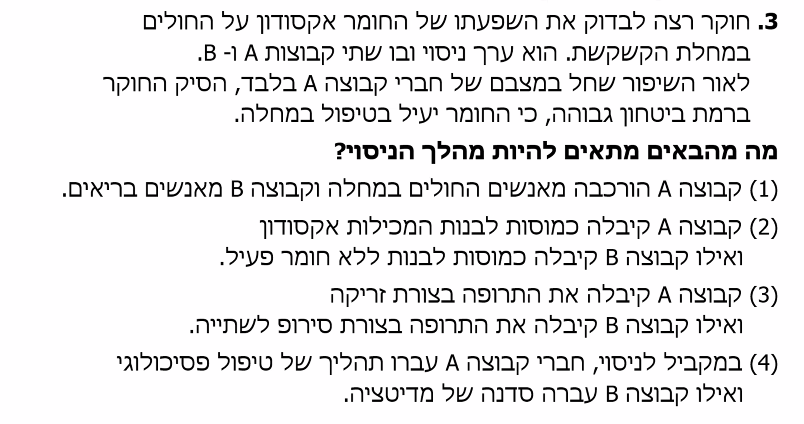 3. חוקר רצה לבדוק את השפעתו של החומר אקסודון על החולים
במחלת הקשקשת. הוא ערך ניסוי ובו שתי קבוצות A ו- B.
לאור השיפור שחל במצבם של חברי קבוצה A בלבד, הסיק החוקר
ברמת ביטחון גבוהה, כי החומר יעיל בטיפול במחלה.
מה מהבאים מתאים להיות מהלך הניסוי?
(1) קבוצה A הורכבה מאנשים החולים במחלה וקבוצה B מאנשים בריאים.
(2) קבוצה A קיבלה כמוסות לבנות המכילות אקסודון
ואילו קבוצה B קיבלה כמוסות לבנות ללא חומר פעיל.
(3) קבוצה A קיבלה את התרופה בצורת זריקה
ואילו קבוצה B קיבלה את התרופה בצורת סירופ לשתייה.
(4) במקביל לניסוי, חברי קבוצה A עברו תהליך של טיפול פסיכולוגי
ואילו קבוצה B עברה סדנה של מדיטציה.